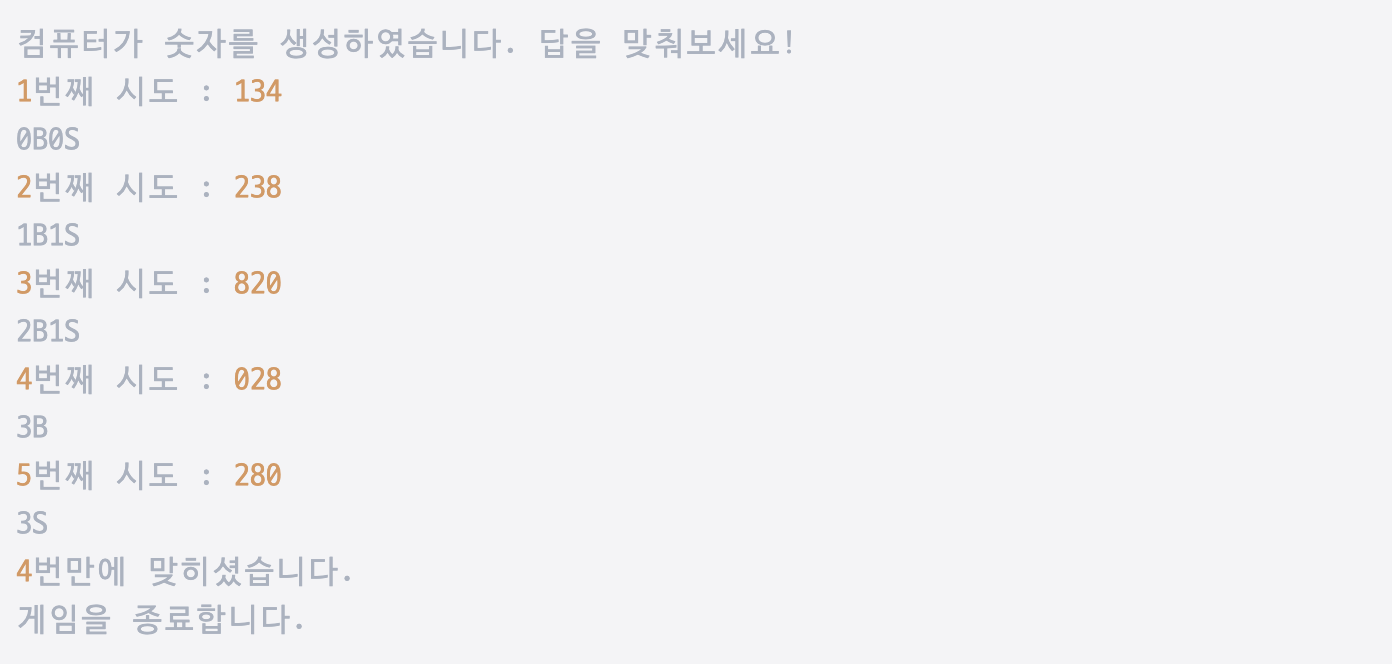 컴퓨터가 숫자를 생성하였습니다. 답을 맞춰보세요!
1번째 시도 : 134
0B0S
2번째 시도 : 238
1B1S
3번째 시도 : 820
2B1S
4번째 시도 : 028
3B
5번째 시도 : 280
3S
4번만에 맞히셨습니다.
게임을 종료합니다.